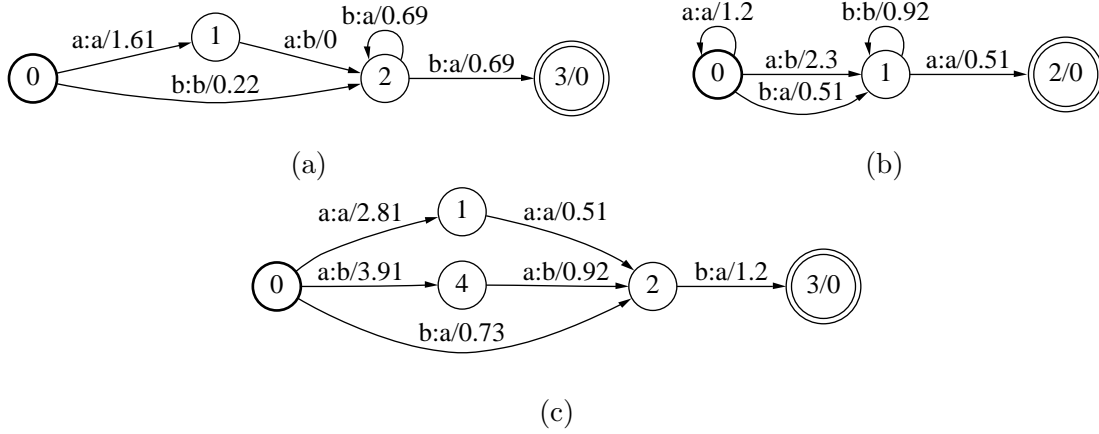 b:a/0.69
a:a/1.61
1
a:b/0
0
2
b:a/0.69
3/0
b:b/0.22
(a)
a:a/1.2
b:b/0.92
0
a:b/2.3
1
a:a/0.51
2/0
b:a/0.51
(b)
a:a/2.81
1
a:a/0.51
0
a:b/3.91
4
a:b/0.92
2
b:a/1.2
3/0
b:a/0.73
(c)